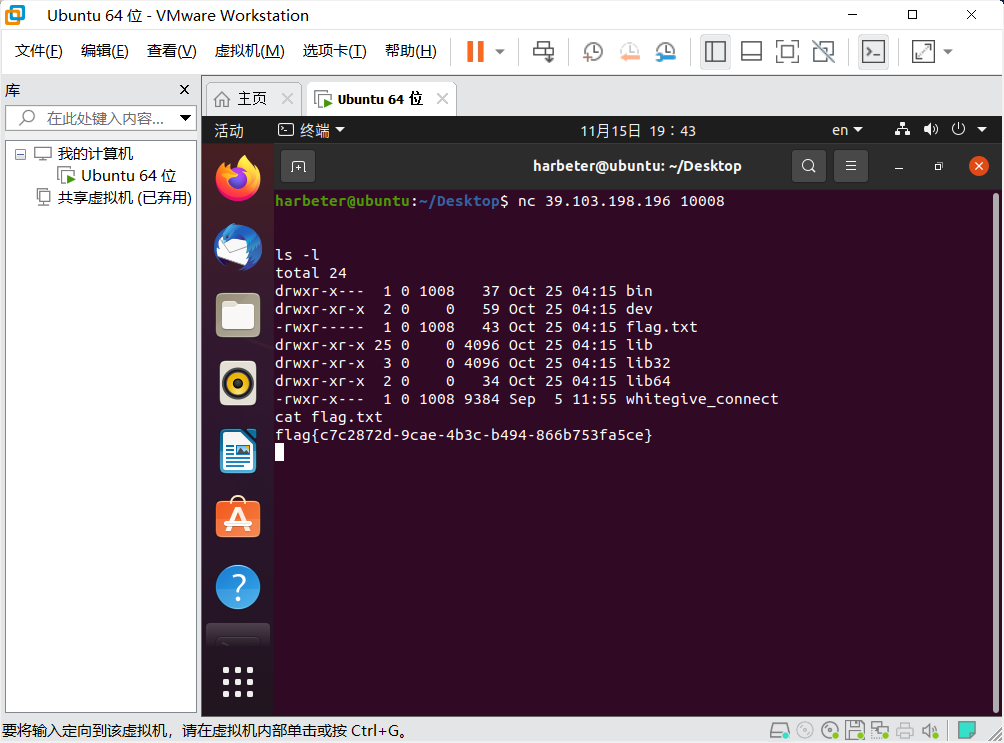 Ubuntu 64 位 - VMware Workstation
文件(F) 编辑(E) 查看(V) 虚拟机(M) 选项卡(T) 帮助(H)
库
在此处键入内容...
我的计算机
Ubuntu 64 位
共享虚拟机 (已弃用)
主页 Ubuntu 64 位
活动 终端 11月15日 19：43 en
harbeter@ubuntu: ~/Desktop
harbeter@ubuntu:~/Desktop$ nc 39.103.198.196 10008
ls -l
total 24
drwxr-x---  1 0 1008   37 Oct 25 04:15 bin
drwxr-xr-x  2 0    0   59 Oct 25 04:15 dev
-rwxr-----  1 0 1008   43 Oct 25 04:15 flag.txt
drwxr-xr-x 25 0    0 4096 Oct 25 04:15 lib
drwxr-xr-x  3 0    0 4096 Oct 25 04:15 lib32
drwxr-xr-x  2 0    0   34 Oct 25 04:15 lib64
-rwxr-x---  1 0 1008 9384 Sep  5 11:55 whitegive_connect
cat flag.txt
flag{c7c2872d-9cae-4b3c-b494-866b753fa5ce}
要将输入定向到该虚拟机，请在虚拟机内部单击或按 Ctrl+G。